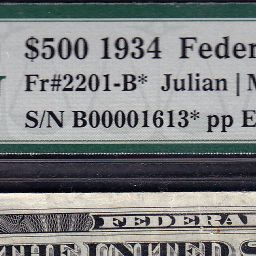 $500 1934 Feder
Fr#2201-B* Julian | M
S/N B00001613* pp E
FEDERA
THE UNITED S